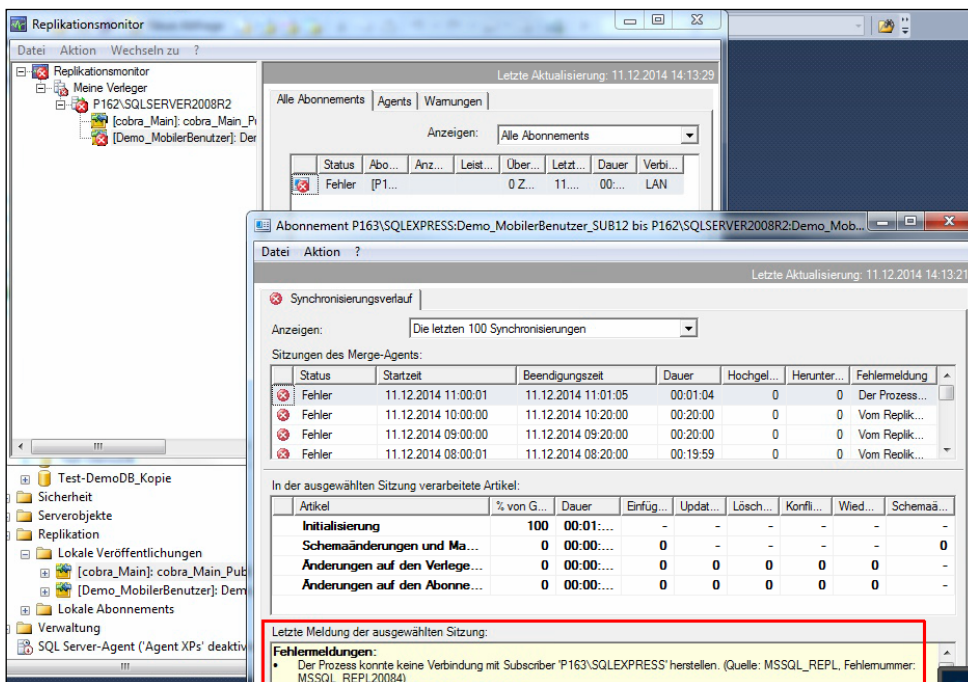 Replikationsmonitor
Datei Aktion Wechseln zu ?
Replikationsmonitor
Meine Verleger
P162\SQLSERVER2008R2
[cobra_Main]: cobra_Main_Pu
[Demo_MobilerBenutzer]: Der
Letzte Aktualisierung: 11.12.2014 14:13:29
Alle Abonnements Agents Warnungen
Anzeigen: Alle Abonnements
Status Abo... Anz... Leist... Über... Letzt... Dauer Verbi...
Fehler [P1... 0 Z... 11.... 00:... LAN
Abonnement P163\SQLEXPRESS:Demo_MobilerBenutzer_SUB12 bis P162\SQLSERVER2008R2:Demo_Mob...
Datei Aktion ?
Letzte Aktualisierung: 11.12.2014 14:13:21
Synchronisierungsverlauf
Anzeigen: Die letzten 100 Synchronisierungen
Sitzungen des Merge-Agents:
Status Startzeit Beendigungszeit Dauer Hochgel... Herunter... Fehlermeldung
Fehler 11.12.2014 11:00:01 11.12.2014 11:01:05 00:01:04 0 0 Der Prozess...
Fehler 11.12.2014 10:00:00 11.12.2014 10:20:00 00:20:00 0 0 Vom Replik...
Fehler 11.12.2014 09:00:00 11.12.2014 09:20:00 00:20:00 0 0 Vom Replik...
Fehler 11.12.2014 08:00:01 11.12.2014 08:20:00 00:19:59 0 0 Vom Replik...
In der ausgewählten Sitzung verarbeitete Artikel:
Artikel % von G... Dauer Einfüg... Updat... Lösch... Konfli... Wied... Schemaä...
Initialisierung 100 00:01:... - - - - - -
Schemaänderungen und Ma... 0 00:00:... 0 - - - - 0
Änderungen auf den Verlege... 0 00:00:... 0 0 0 0 0 -
Änderungen auf den Abonne... 0 00:00:... 0 0 0 0 0 -
Letzte Meldung der ausgewählten Sitzung:
Fehlermeldungen:
• Der Prozess konnte keine Verbindung mit Subscriber 'P163\SQLEXPRESS' herstellen. (Quelle: MSSQL_REPL, Fehlernummer:
MSSQL_REPL20084)
Test-DemoDB_Kopie
Sicherheit
Serverobjekte
Replikation
Lokale Veröffentlichungen
[cobra_Main]: cobra_Main_Pub
[Demo_MobilerBenutzer]: Dem
Lokale Abonnements
Verwaltung
SQL Server-Agent ('Agent XPs' deaktiv